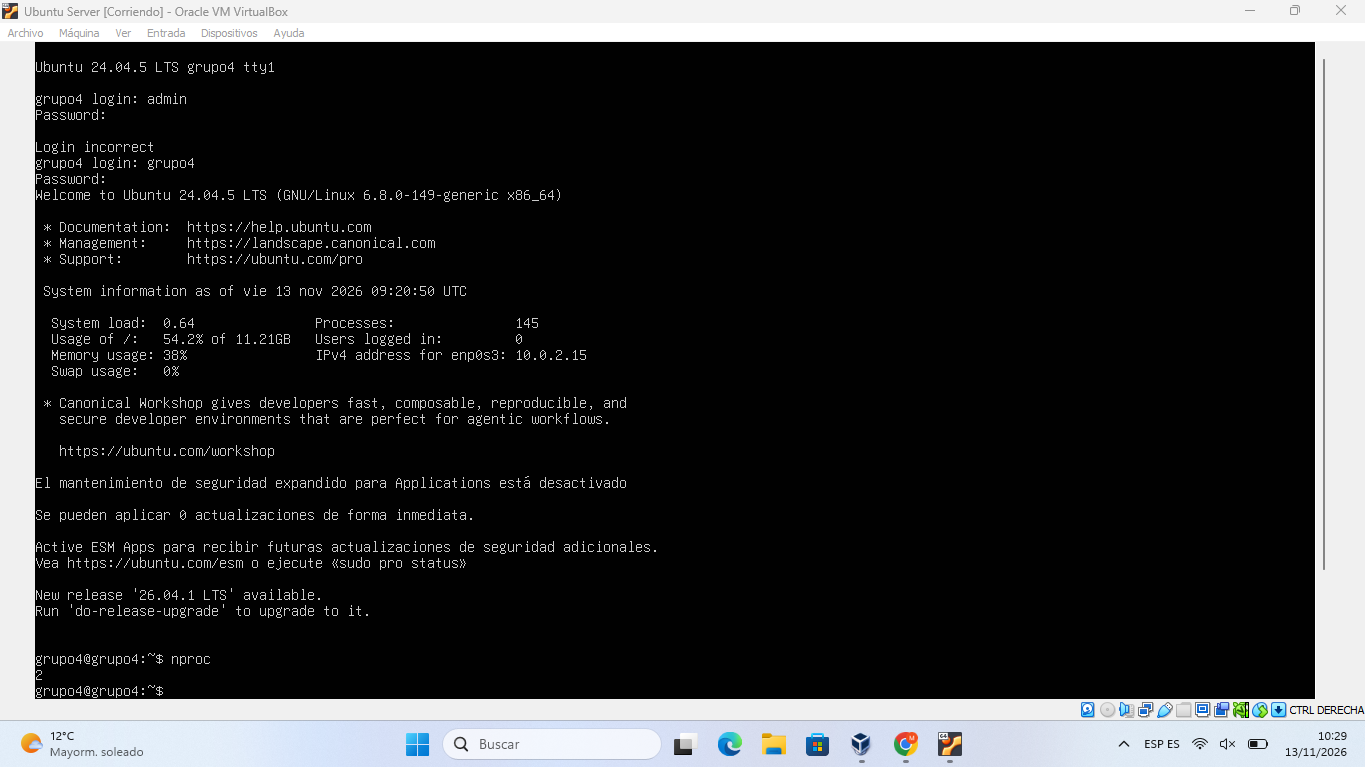 Ubuntu Server [Corriendo] - Oracle VM VirtualBox
Archivo Máquina Ver Entrada Dispositivos Ayuda
Ubuntu 24.04.5 LTS grupo4 tty1
grupo4 login: admin
Password:
Login incorrect
grupo4 login: grupo4
Password:
Welcome to Ubuntu 24.04.5 LTS (GNU/Linux 6.8.0-149-generic x86_64)
* Documentation: https://help.ubuntu.com
* Management: https://landscape.canonical.com
* Support: https://ubuntu.com/pro
System information as of vie 13 nov 2026 09:20:50 UTC
System load: 0.64 Processes: 145
Usage of /: 54.2% of 11.21GB Users logged in: 0
Memory usage: 38% IPv4 address for enp0s3: 10.0.2.15
Swap usage: 0%
* Canonical Workshop gives developers fast, composable, reproducible, and
secure developer environments that are perfect for agentic workflows.
https://ubuntu.com/workshop
El mantenimiento de seguridad expandido para Applications está desactivado
Se pueden aplicar 0 actualizaciones de forma inmediata.
Active ESM Apps para recibir futuras actualizaciones de seguridad adicionales.
Vea https://ubuntu.com/esm o ejecute «sudo pro status»
New release '26.04.1 LTS' available.
Run 'do-release-upgrade' to upgrade to it.
grupo4@grupo4:~$ nproc
2
grupo4@grupo4:~$
CTRL DERECHA
12°C
Mayorm. soleado
Buscar
ESP ES
10:29
13/11/2026